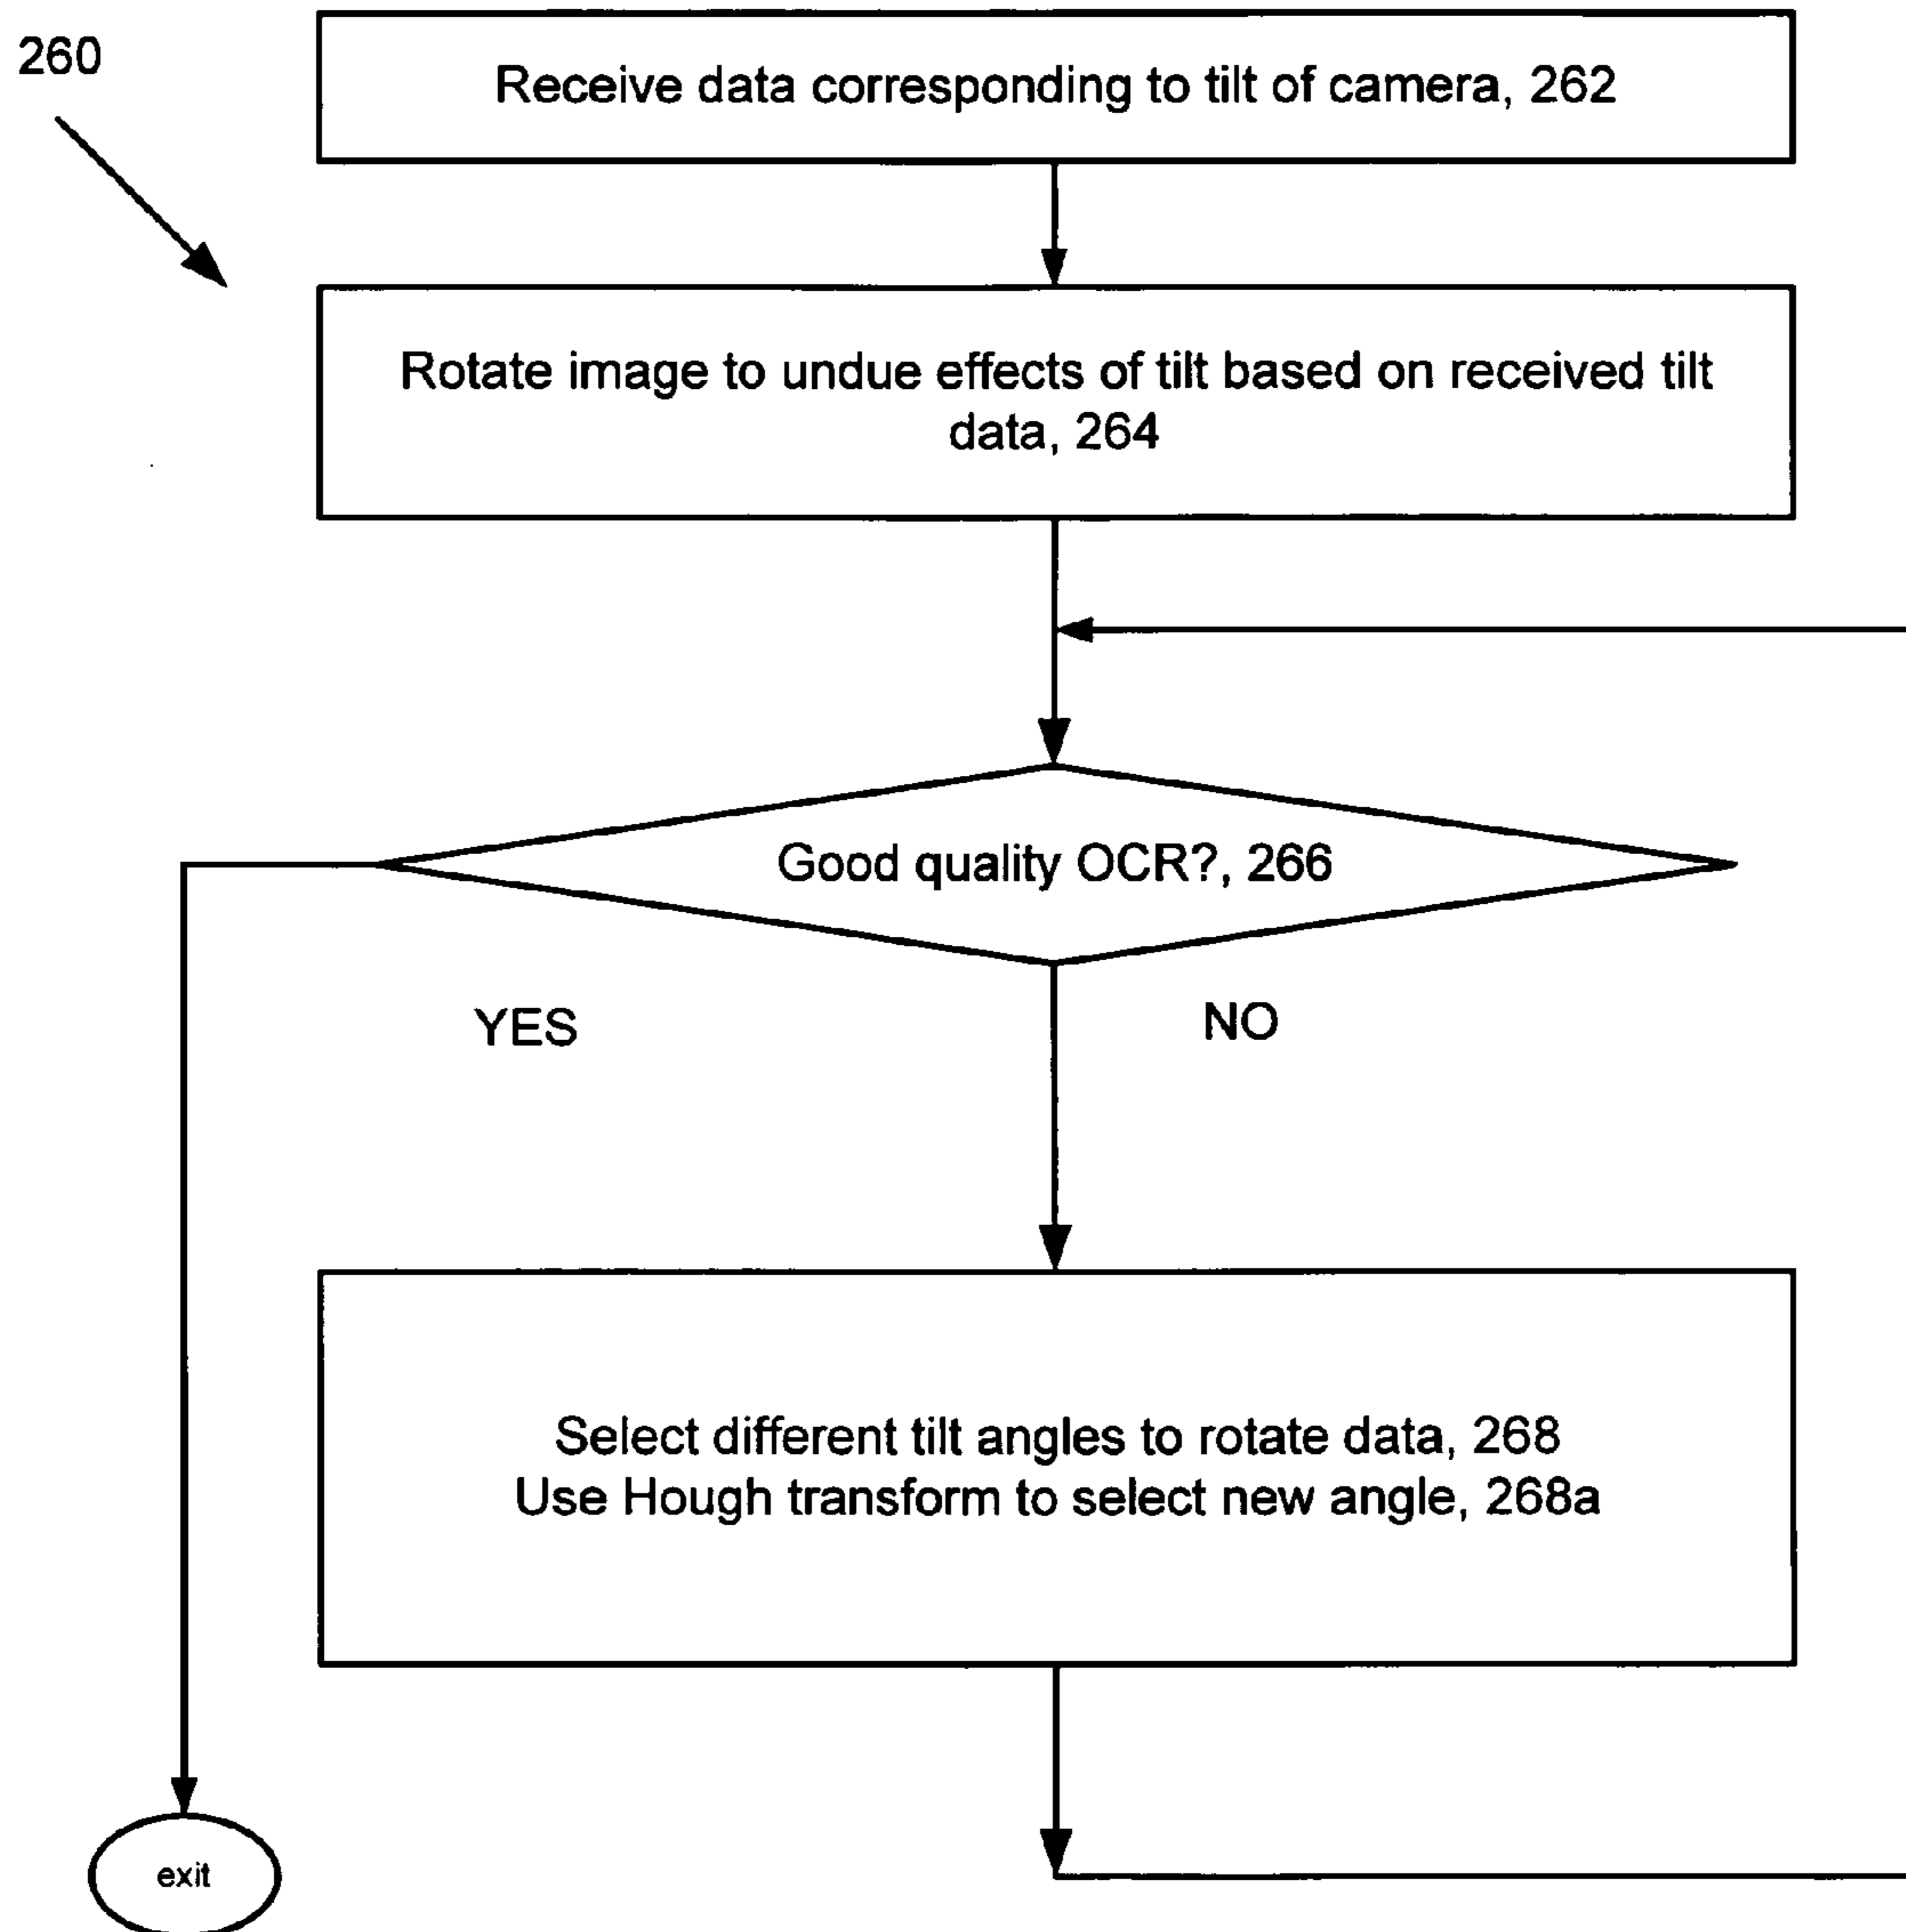 260
Receive data corresponding to tilt of camera, 262
Rotate image to undue effects of tilt based on received tilt
data, 264
Good quality OCR?, 266
YES
NO
Select different tilt angles to rotate data, 268
Use Hough transform to select new angle, 268a
exit